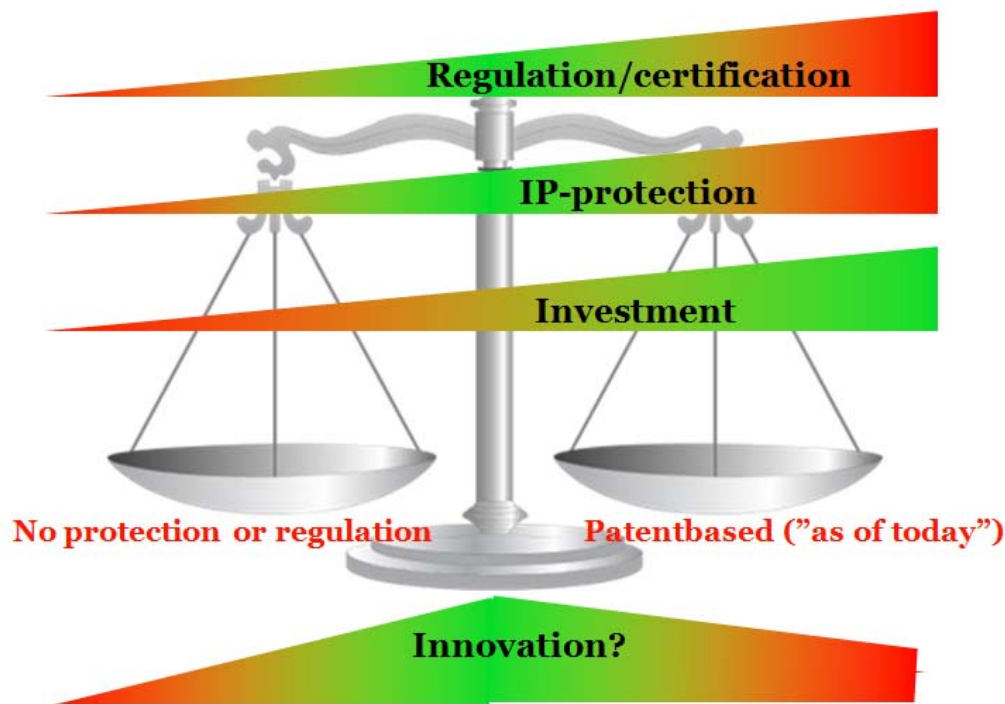 Regulation/certification
IP-protection
Investment
No protection or regulation
Patentbased (”as of today”)
Innovation?